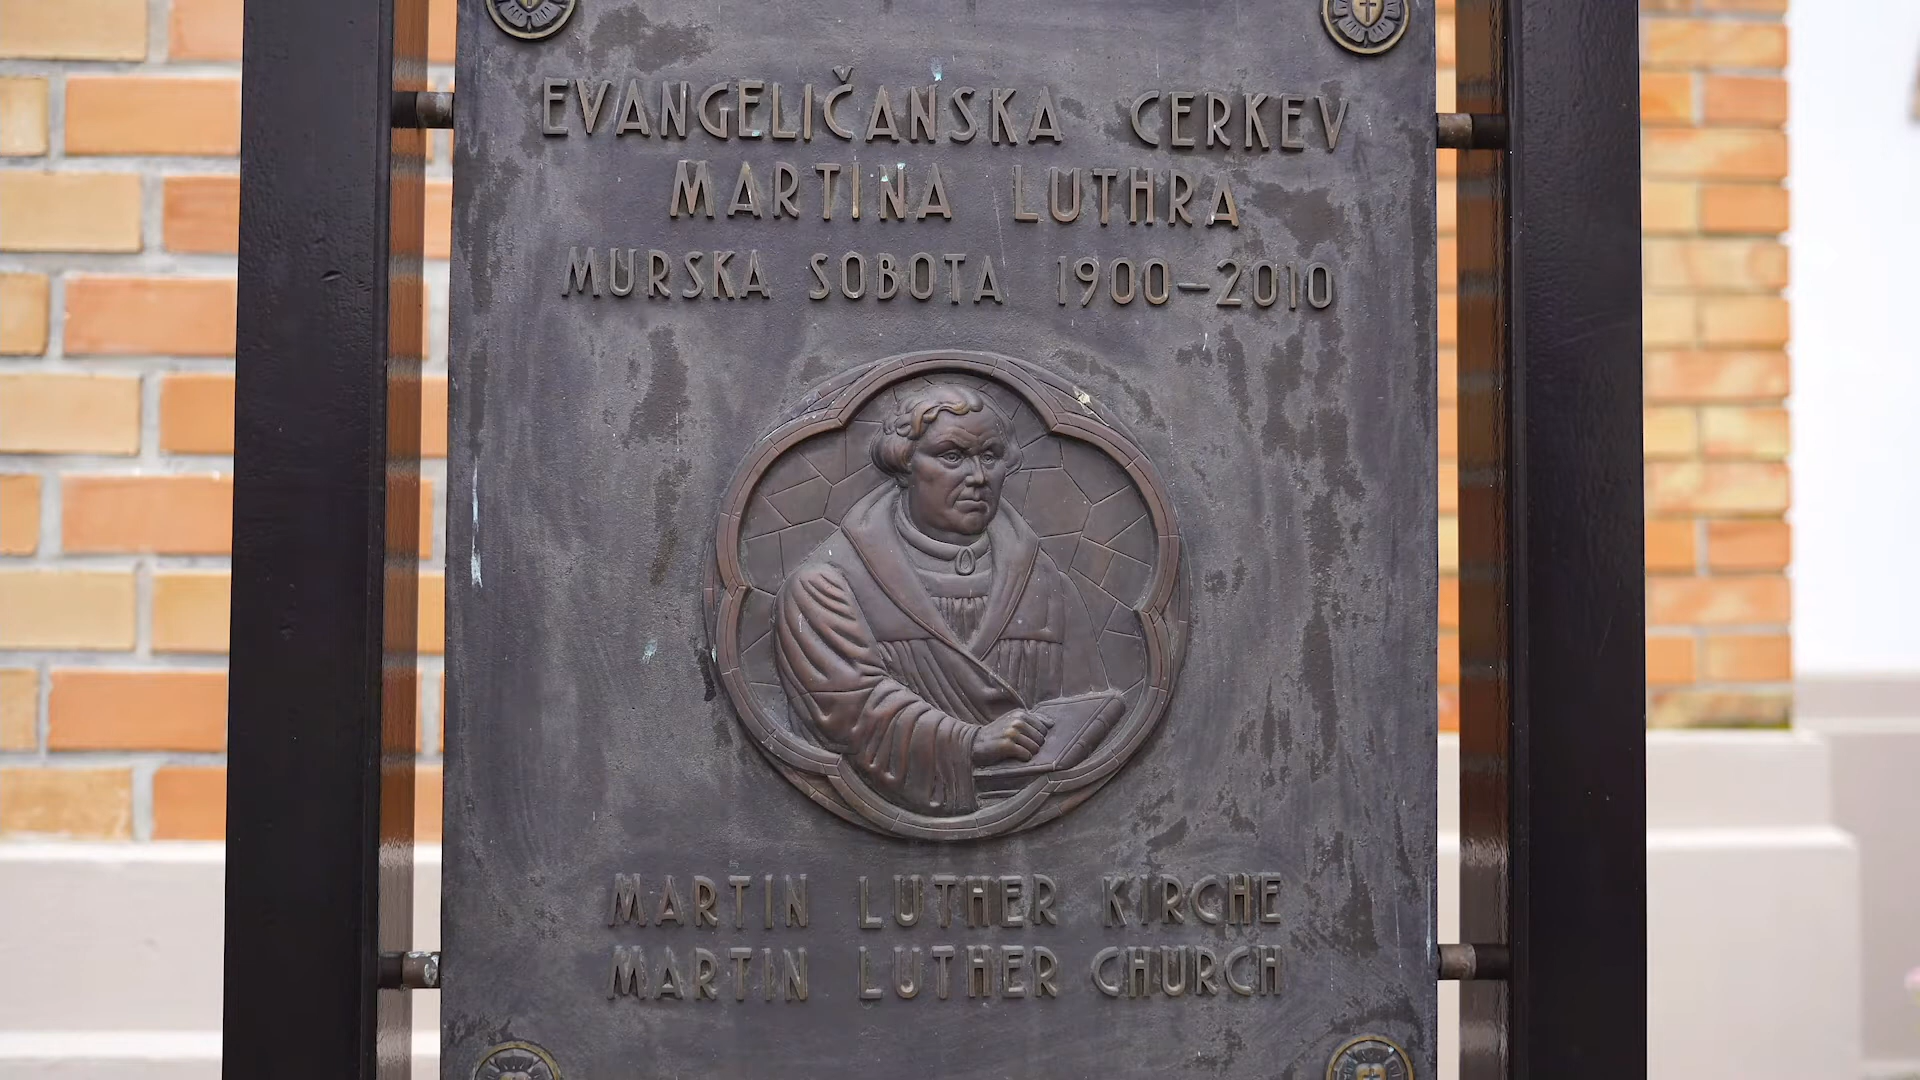 EVANGELIČANSKA CERKEV
MARTINA LUTHRA
MURSKA SOBOTA 1900–2010
MARTIN LUTHER KIRCHE
MARTIN LUTHER CHURCH